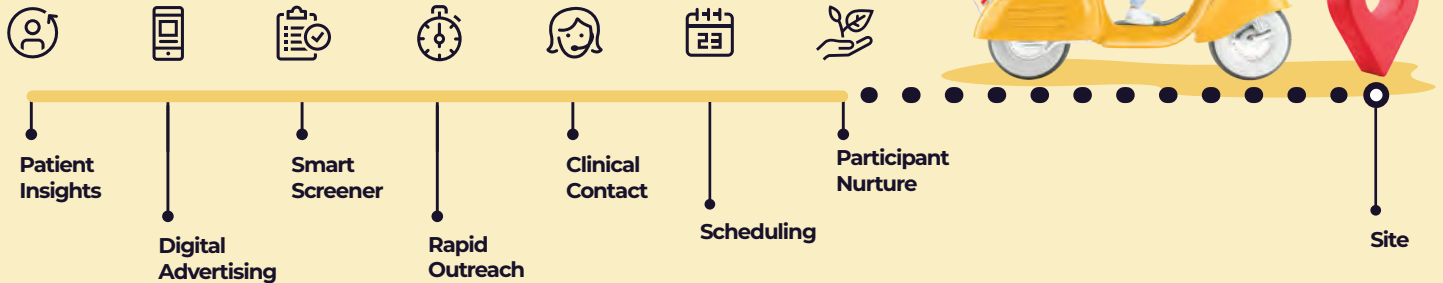 23
Patient
Insights
Digital
Advertising
Smart
Screener
Rapid
Outreach
Clinical
Contact
Scheduling
Participant
Nurture
Site